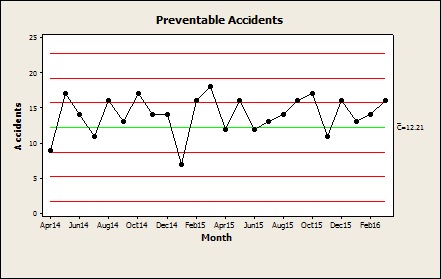 Preventable Accidents
25
20
15
10
5
0
Accidents
C̅=12.21
Apr14 Jun14 Aug14 Oct14 Dec14 Feb15 Apr15 Jun15 Aug15 Oct15 Dec15 Feb16
Month